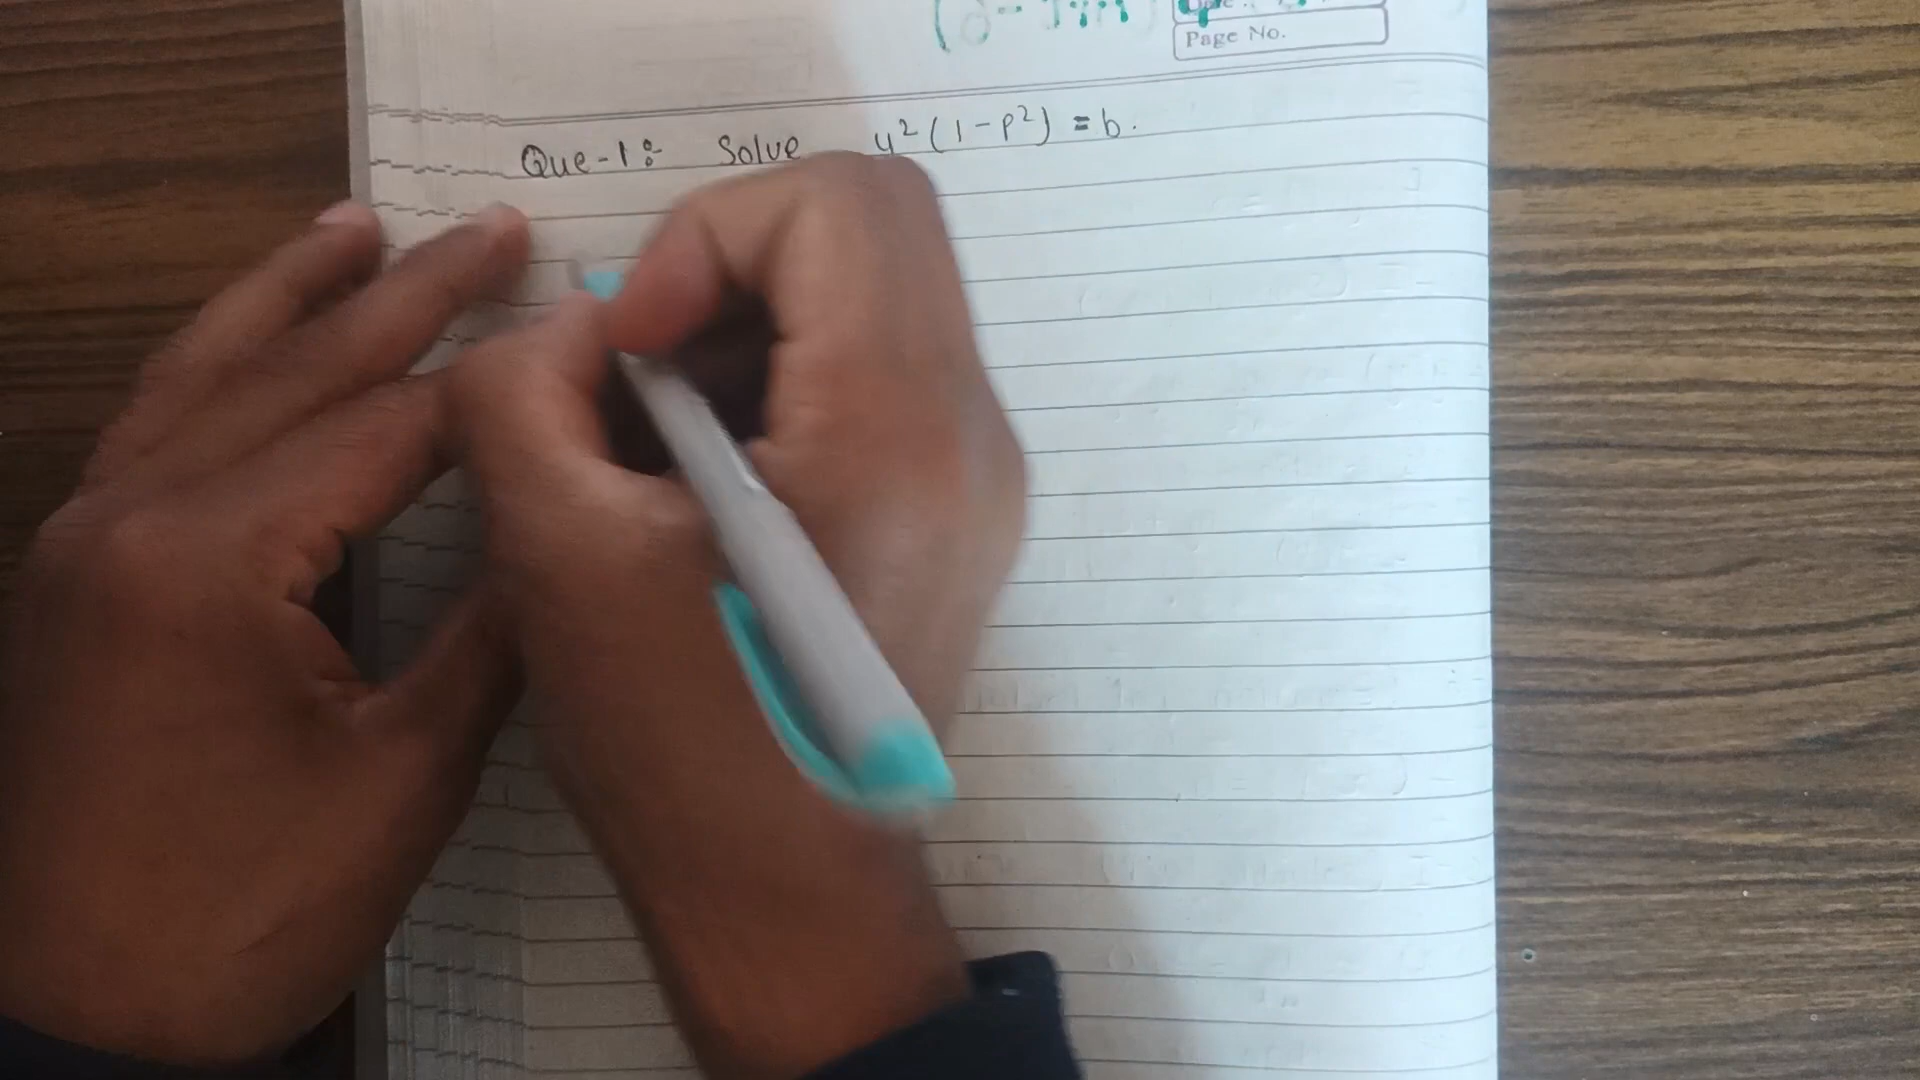 Page No.
Que-1: Solve y²(1-p²) = b.